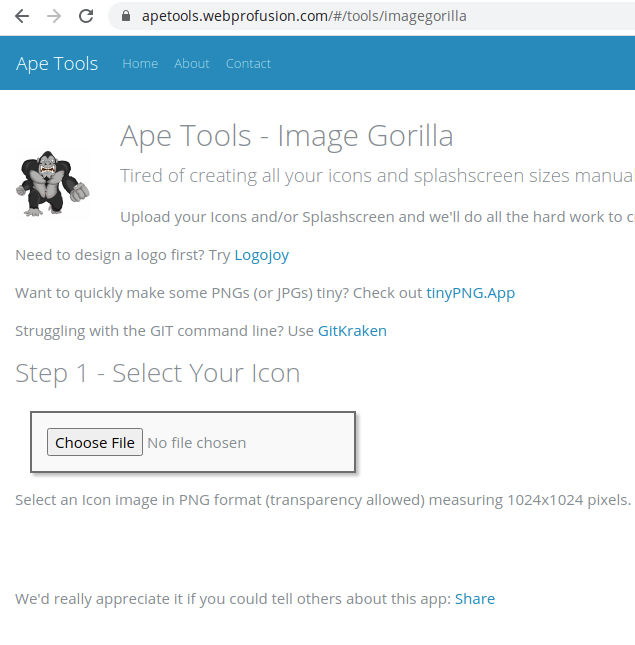 apetools.webprofusion.com/#/tools/imagegorilla
Ape Tools Home About Contact
Ape Tools - Image Gorilla
Tired of creating all your icons and splashscreen sizes manual
Upload your Icons and/or Splashscreen and we'll do all the hard work to c
Need to design a logo first? Try Logojoy
Want to quickly make some PNGs (or JPGs) tiny? Check out tinyPNG.App
Struggling with the GIT command line? Use GitKraken
Step 1 - Select Your Icon
Choose File No file chosen
Select an Icon image in PNG format (transparency allowed) measuring 1024x1024 pixels.
We'd really appreciate it if you could tell others about this app: Share